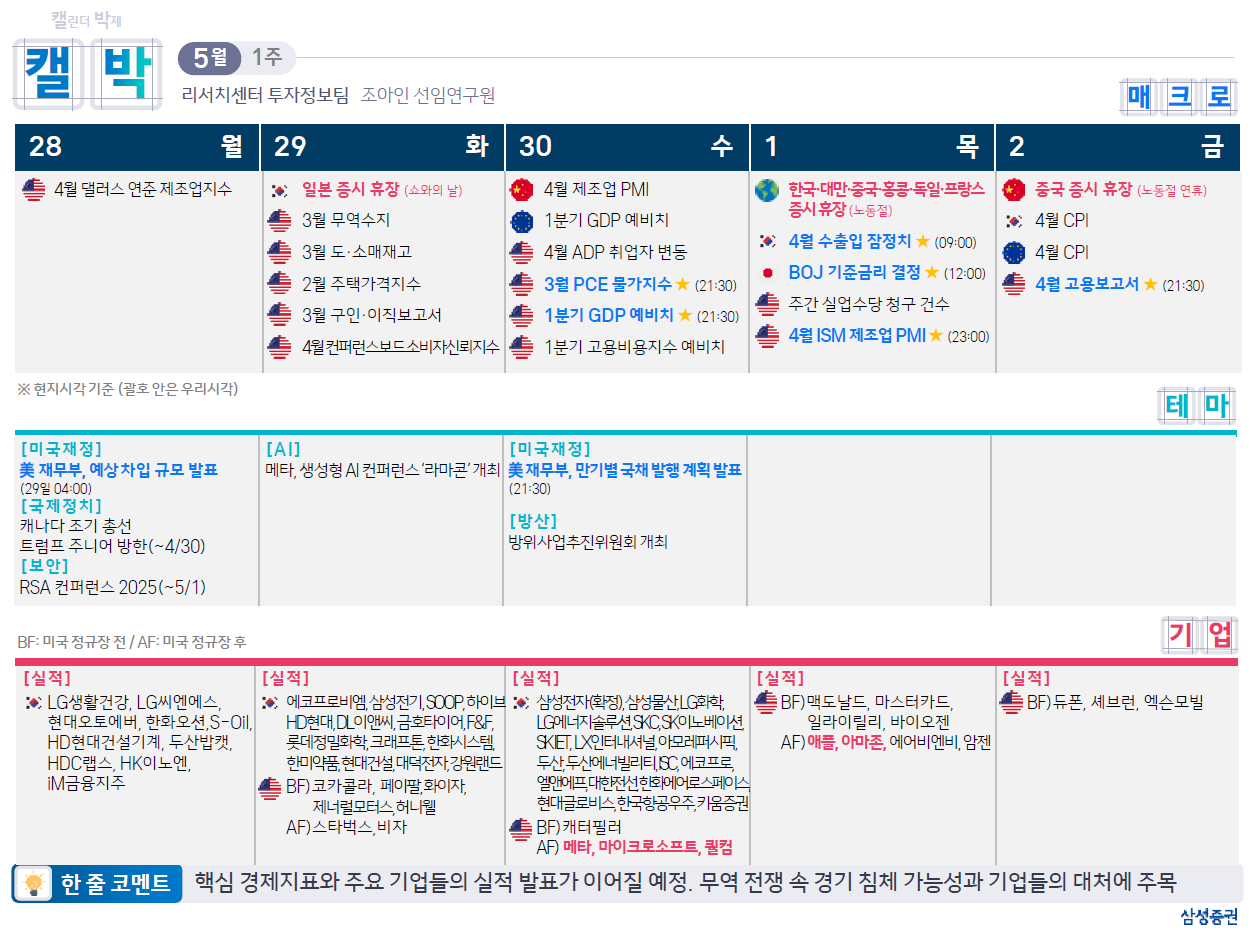 캘린더 박제
캘 박
5월 1주
리서치센터 투자정보팀 조아인 선임연구원
매크로
28 월
29 화
30 수
1 목
2 금
4월 댈러스 연준 제조업지수
일본 증시 휴장 (쇼와의 날)
3월 무역수지
3월 도·소매재고
2월 주택가격지수
3월 구인·이직보고서
4월 컨퍼런스보드 소비자신뢰지수
4월 제조업 PMI
1분기 GDP 예비치
4월 ADP 취업자 변동
3월 PCE 물가지수 ★ (21:30)
1분기 GDP 예비치 ★ (21:30)
1분기 고용비용지수 예비치
한국·대만·중국·홍콩·독일·프랑스
증시 휴장 (노동절)
4월 수출입 잠정치 ★ (09:00)
BOJ 기준금리 결정 ★ (12:00)
주간 실업수당 청구 건수
4월 ISM 제조업 PMI ★ (23:00)
중국 증시 휴장 (노동절 연휴)
4월 CPI
4월 CPI
4월 고용보고서 ★ (21:30)
※ 현지시각 기준 (괄호 안은 우리시각)
테마
[미국재정]
美 재무부, 예상 차입 규모 발표
(29일 04:00)
[국제정치]
캐나다 조기 총선
트럼프 주니어 방한(~4/30)
[보안]
RSA 컨퍼런스 2025(~5/1)
[AI]
메타, 생성형 AI 컨퍼런스 ‘라마콘’ 개최
[미국재정]
美 재무부, 만기별 국채 발행 계획 발표
(21:30)
[방산]
방위사업추진위원회 개최
BF: 미국 정규장 전 / AF: 미국 정규장 후
기업
[실적]
LG생활건강, LG씨엔에스,
현대오토에버, 한화오션, S-Oil,
HD현대건설기계, 두산밥캣,
HDC랩스, HK이노엔,
iM금융지주
[실적]
에코프로비엠, 삼성전기, SOOP, 하이브
HD현대, DL이앤씨, 금호타이어, F&F,
롯데정밀화학, 크래프톤, 한화시스템,
한미약품, 현대건설, 대덕전자, 강원랜드
BF) 코카콜라, 페이팔, 화이자,
제너럴모터스, 허니웰
AF) 스타벅스, 비자
[실적]
삼성전자(확정), 삼성물산, LG화학,
LG에너지솔루션, SKC, SK이노베이션,
SKIET, LX인터내셔널, 아모레퍼시픽,
두산, 두산에너빌리티, ISC, 에코프로,
엘앤에프, 대한전선, 한화에어로스페이스,
현대글로비스, 한국항공우주, 키움증권
BF) 캐터필러
AF) 메타, 마이크로소프트, 퀄컴
[실적]
BF) 맥도날드, 마스터카드,
일라이릴리, 바이오젠
AF) 애플, 아마존, 에어비엔비, 암젠
[실적]
BF) 듀폰, 셰브런, 엑슨모빌
한 줄 코멘트 핵심 경제지표와 주요 기업들의 실적 발표가 이어질 예정. 무역 전쟁 속 경기 침체 가능성과 기업들의 대처에 주목
삼성증권